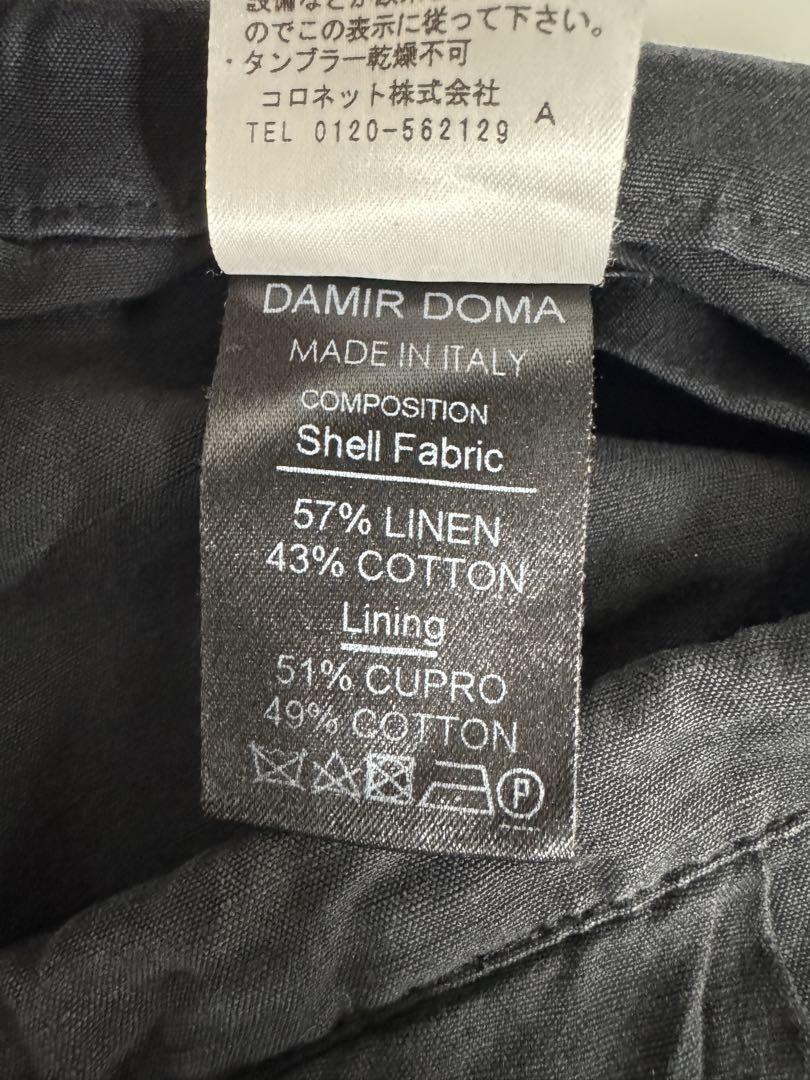 のでこの表示に従って下さい。
・タンブラー乾燥不可
コロネット株式会社
TEL 0120-562129 A
DAMIR DOMA
MADE IN ITALY
COMPOSITION
Shell Fabric
57% LINEN
43% COTTON
Lining
51% CUPRO
49% COTTON
P